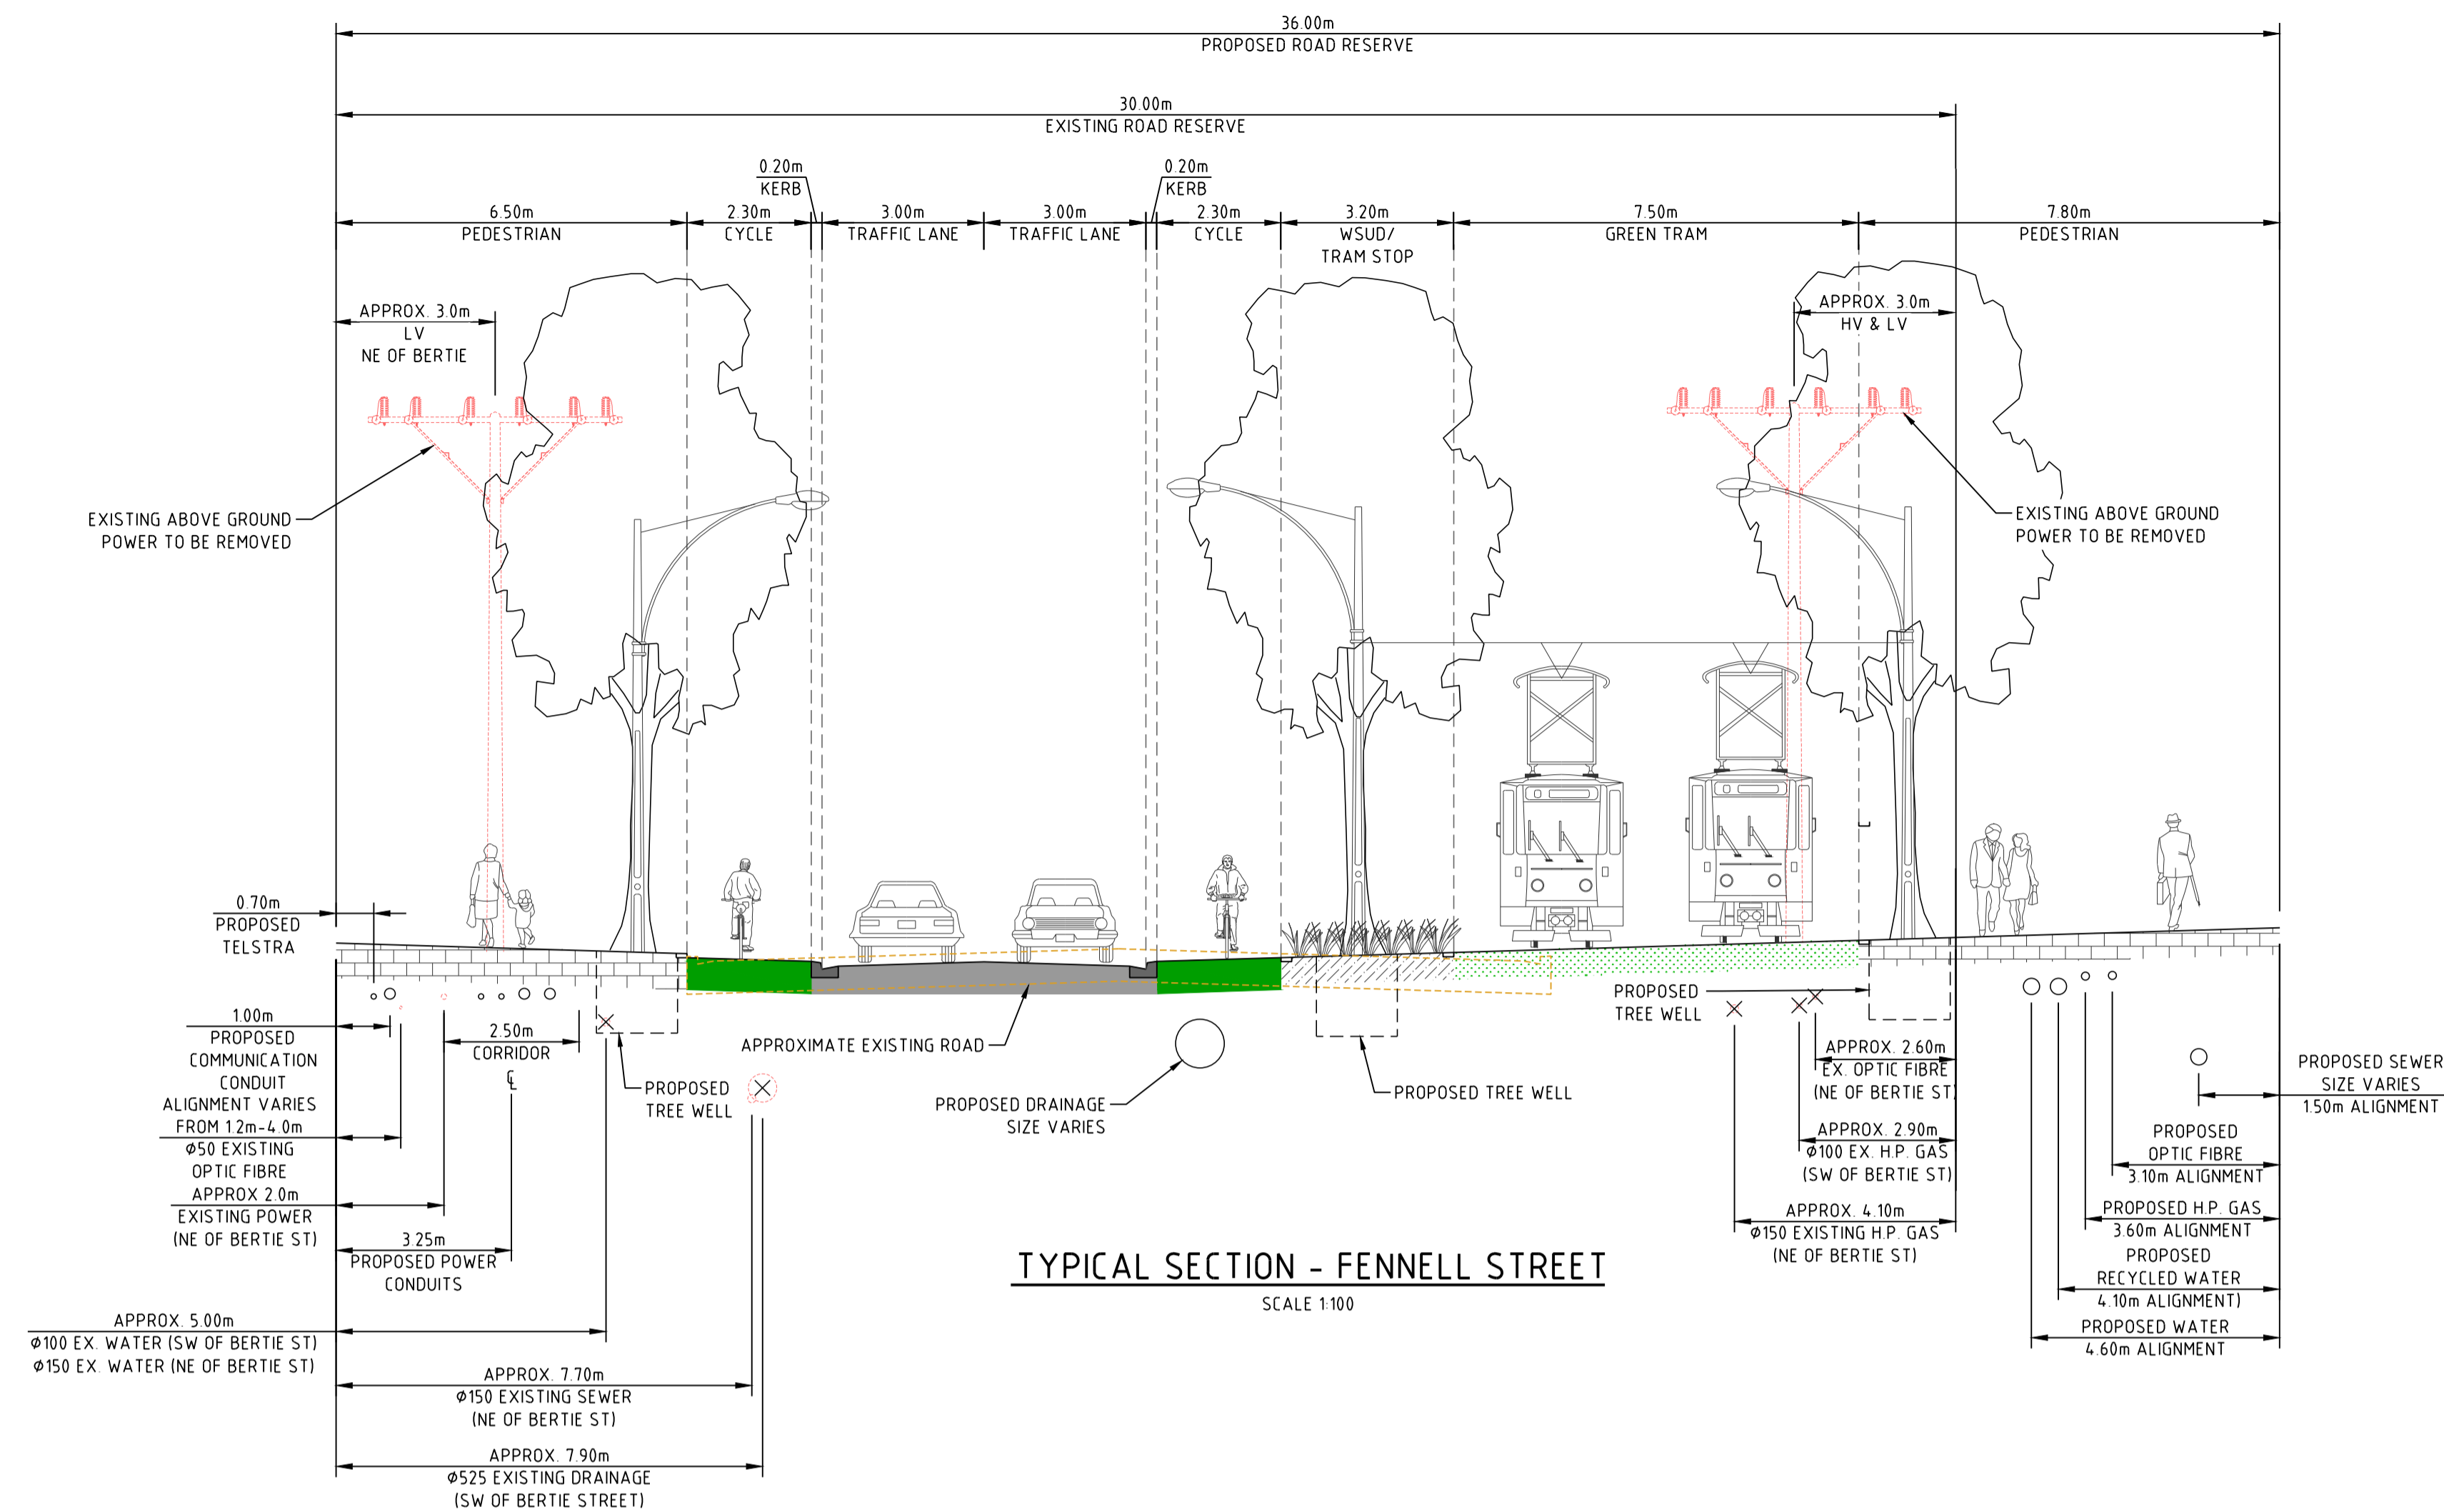 36.00m
PROPOSED ROAD RESERVE
30.00m
EXISTING ROAD RESERVE
0.20m
KERB
0.20m
KERB
6.50m
PEDESTRIAN
2.30m
CYCLE
3.00m
TRAFFIC LANE
3.00m
TRAFFIC LANE
2.30m
CYCLE
3.20m
WSUD/
TRAM STOP
7.50m
GREEN TRAM
7.80m
PEDESTRIAN
APPROX. 3.0m
LV
NE OF BERTIE
APPROX. 3.0m
HV & LV
EXISTING ABOVE GROUND
POWER TO BE REMOVED
EXISTING ABOVE GROUND
POWER TO BE REMOVED
0.70m
PROPOSED
TELSTRA
1.00m
PROPOSED
COMMUNICATION
CONDUIT
ALIGNMENT VARIES
FROM 1.2m-4.0m
Ø50 EXISTING
OPTIC FIBRE
APPROX 2.0m
EXISTING POWER
(NE OF BERTIE ST)
2.50m
CORRIDOR
℄
3.25m
PROPOSED POWER
CONDUITS
APPROX. 5.00m
Ø100 EX. WATER (SW OF BERTIE ST)
Ø150 EX. WATER (NE OF BERTIE ST)
APPROX. 7.70m
Ø150 EXISTING SEWER
(NE OF BERTIE ST)
APPROX. 7.90m
Ø525 EXISTING DRAINAGE
(SW OF BERTIE STREET)
PROPOSED
TREE WELL
APPROXIMATE EXISTING ROAD
PROPOSED DRAINAGE
SIZE VARIES
PROPOSED TREE WELL
PROPOSED
TREE WELL
APPROX. 2.60m
EX. OPTIC FIBRE
(NE OF BERTIE ST)
APPROX. 2.90m
Ø100 EX. H.P. GAS
(SW OF BERTIE ST)
APPROX. 4.10m
Ø150 EXISTING H.P. GAS
(NE OF BERTIE ST)
PROPOSED SEWER
SIZE VARIES
1.50m ALIGNMENT
PROPOSED
OPTIC FIBRE
3.10m ALIGNMENT
PROPOSED H.P. GAS
3.60m ALIGNMENT
PROPOSED
RECYCLED WATER
4.10m ALIGNMENT)
PROPOSED WATER
4.60m ALIGNMENT
TYPICAL SECTION - FENNELL STREET
SCALE 1:100